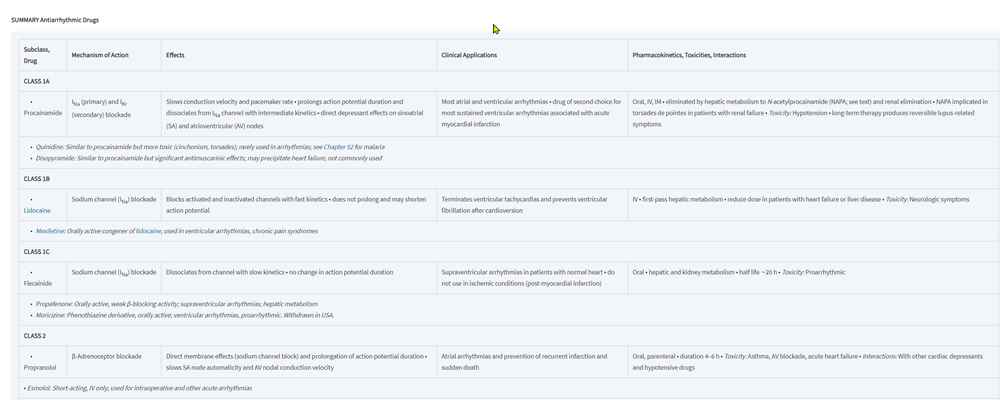 SUMMARY Antiarrhythmic Drugs
Subclass, Drug
Mechanism of Action
Effects
Clinical Applications
Pharmacokinetics, Toxicities, Interactions
CLASS 1A
• Procainamide
INa (primary) and IKr
(secondary) blockade
Slows conduction velocity and pacemaker rate • prolongs action potential duration and
dissociates from INa channel with intermediate kinetics • direct depressant effects on sinoatrial
(SA) and atrioventricular (AV) nodes
Most atrial and ventricular arrhythmias • drug of second choice for
most sustained ventricular arrhythmias associated with acute
myocardial infarction
Oral, IV, IM • eliminated by hepatic metabolism to N-acetylprocainamide (NAPA; see text) and renal elimination • NAPA implicated in
torsades de pointes in patients with renal failure • Toxicity: Hypotension • long-term therapy produces reversible lupus-related
symptoms
• Quinidine: Similar to procainamide but more toxic (cinchonism, torsades); rarely used in arrhythmias; see Chapter 52 for malaria
• Disopyramide: Similar to procainamide but significant antimuscarinic effects; may precipitate heart failure; not commonly used
CLASS 1B
• Lidocaine
Sodium channel (INa) blockade
Blocks activated and inactivated channels with fast kinetics • does not prolong and may shorten
action potential
Terminates ventricular tachycardias and prevents ventricular
fibrillation after cardioversion
IV • first-pass hepatic metabolism • reduce dose in patients with heart failure or liver disease • Toxicity: Neurologic symptoms
• Mexiletine: Orally active congener of lidocaine; used in ventricular arrhythmias, chronic pain syndromes
CLASS 1C
• Flecainide
Sodium channel (INa) blockade
Dissociates from channel with slow kinetics • no change in action potential duration
Supraventricular arrhythmias in patients with normal heart • do
not use in ischemic conditions (post-myocardial infarction)
Oral • hepatic and kidney metabolism • half life ~20 h • Toxicity: Proarrhythmic
• Propafenone: Orally active, weak β-blocking activity; supraventricular arrhythmias; hepatic metabolism
• Moricizine: Phenothiazine derivative, orally active; ventricular arrhythmias, proarrhythmic. Withdrawn in USA.
CLASS 2
• Propranolol
β-Adrenoceptor blockade
Direct membrane effects (sodium channel block) and prolongation of action potential duration •
slows SA node automaticity and AV nodal conduction velocity
Atrial arrhythmias and prevention of recurrent infarction and
sudden death
Oral, parenteral • duration 4–6 h • Toxicity: Asthma, AV blockade, acute heart failure • Interactions: With other cardiac depressants
and hypotensive drugs
• Esmolol: Short-acting, IV only; used for intraoperative and other acute arrhythmias